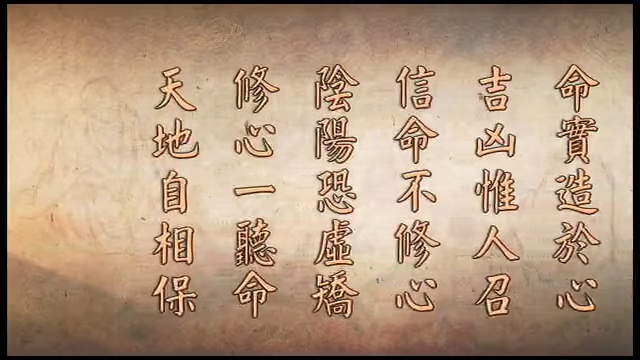 命實造於心
吉凶惟人召
信命不修心
陰陽恐虛矯
修心一聽命
天地自相保